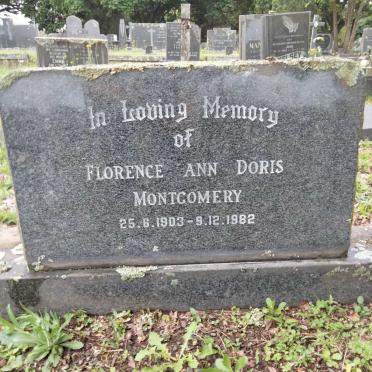 In Loving Memory
of
FLORENCE ANN DORIS
MONTGOMERY
25.6.1903-9.12.1982